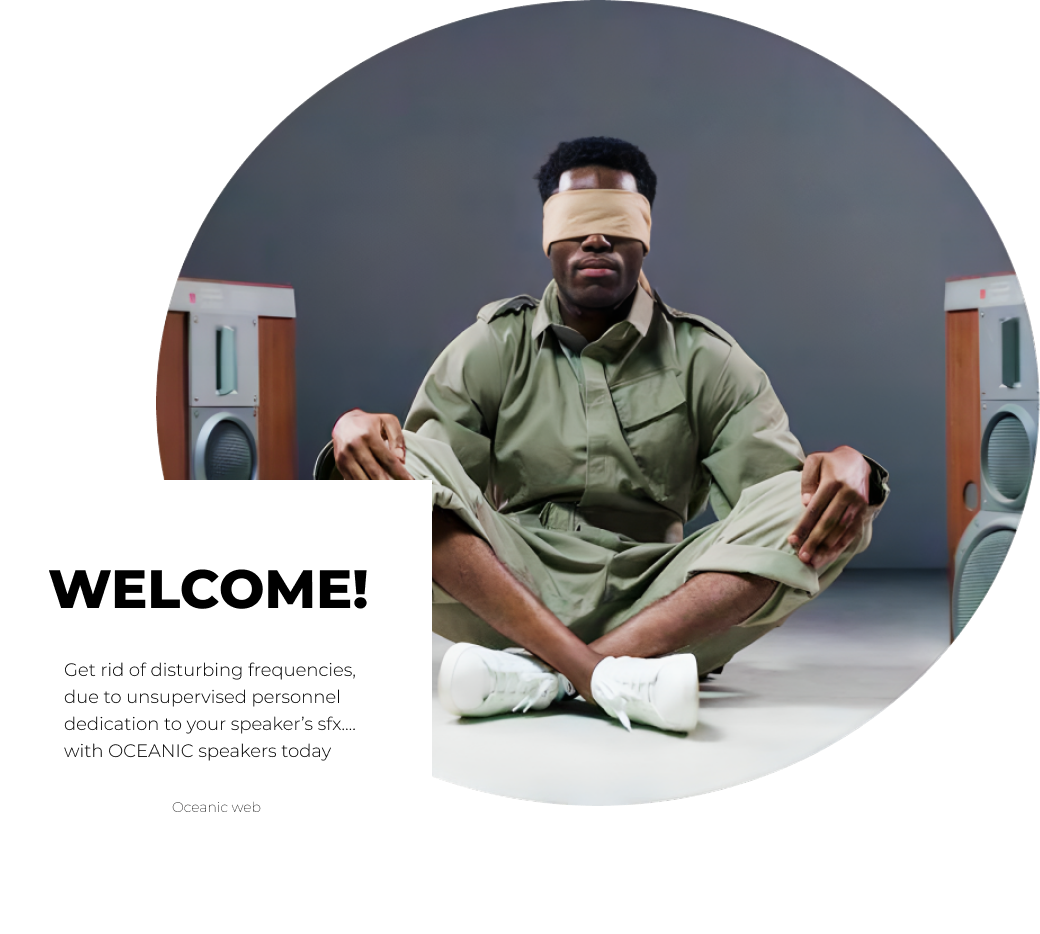 WELCOME!
Get rid of disturbing frequencies,
due to unsupervised personnel
dedication to your speaker’s sfx....
with OCEANIC speakers today
Oceanic web